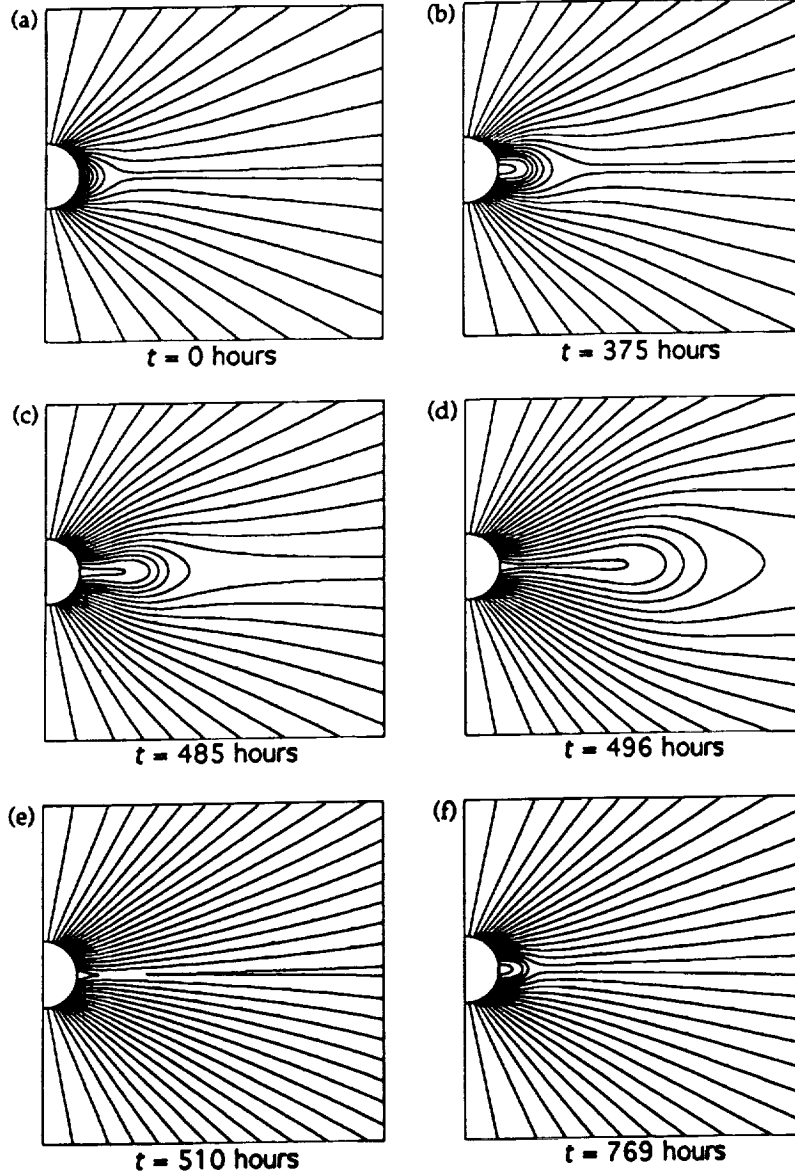 (a)
t = 0 hours
(b)
t = 375 hours
(c)
t = 485 hours
(d)
t = 496 hours
(e)
t = 510 hours
(f)
t = 769 hours